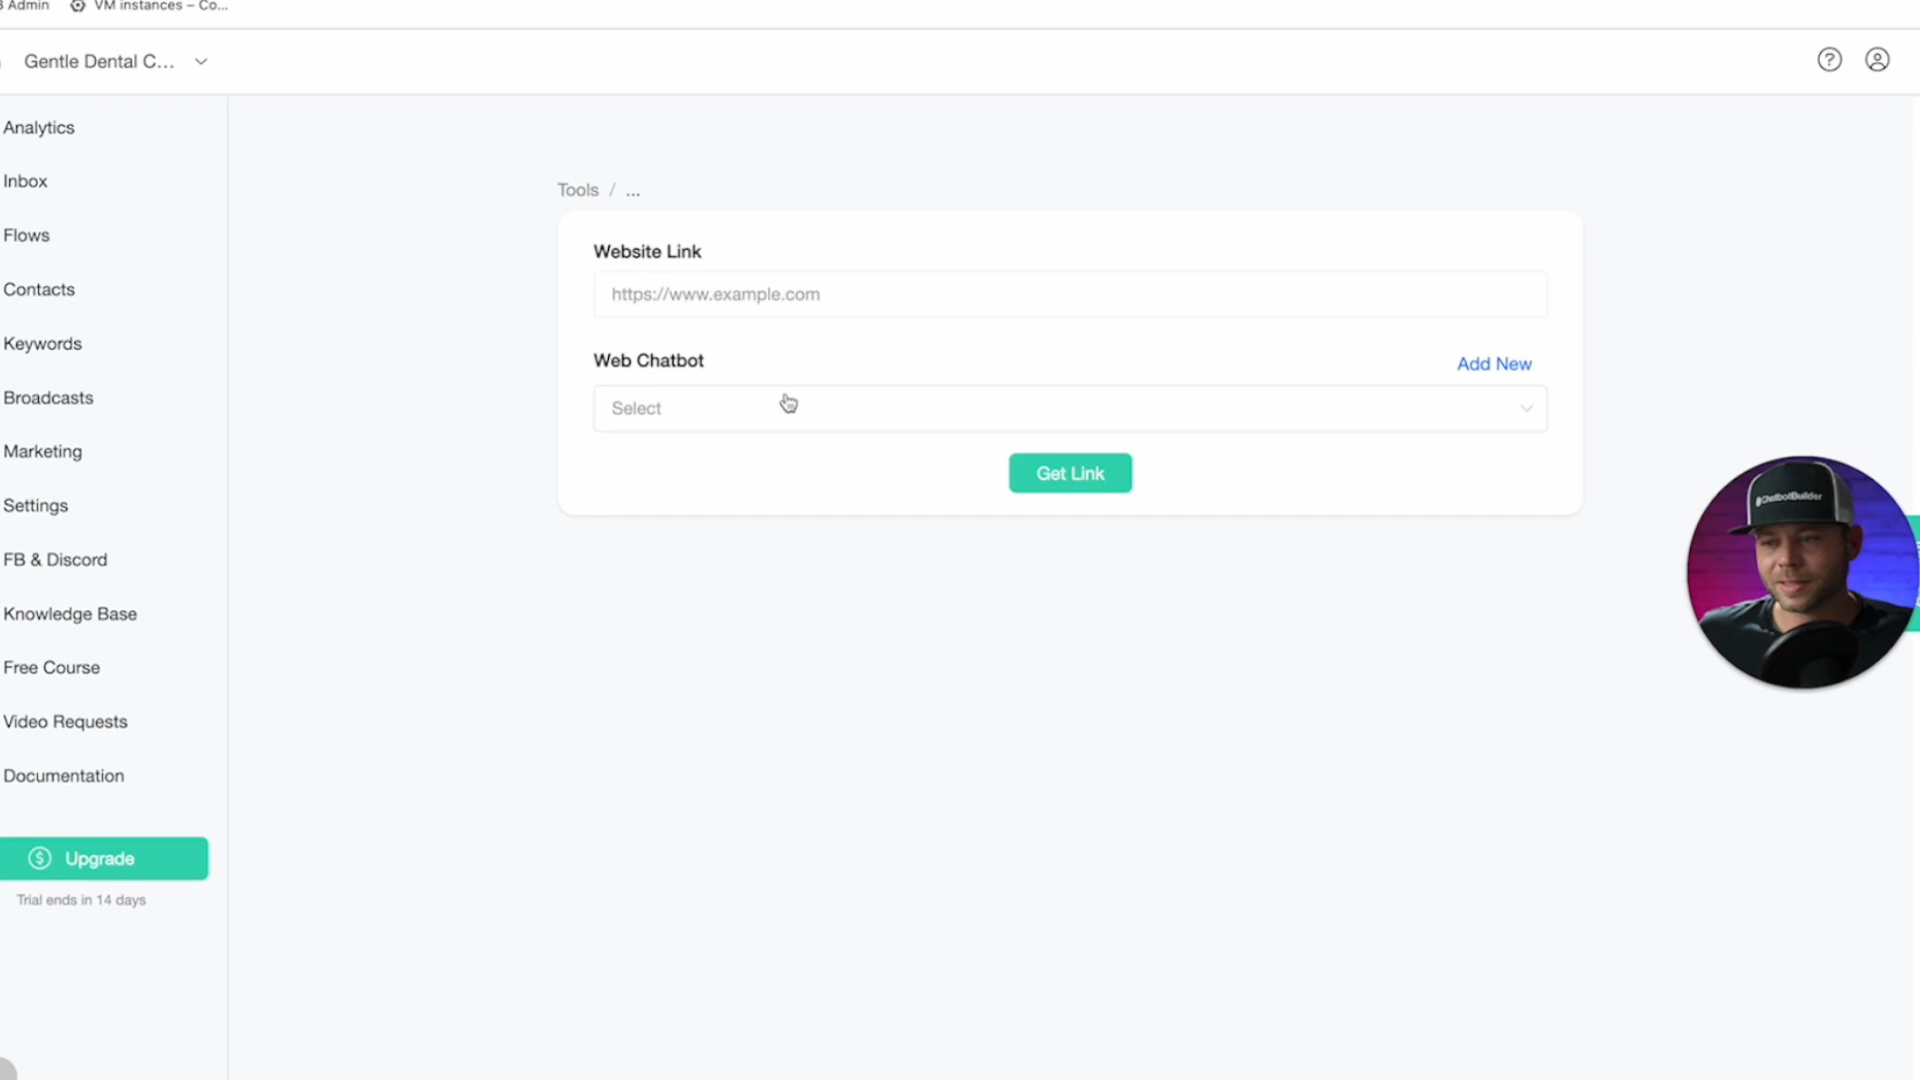 Admin
VM instances – Co...
Gentle Dental C...
Analytics
Inbox
Flows
Contacts
Keywords
Broadcasts
Marketing
Settings
FB & Discord
Knowledge Base
Free Course
Video Requests
Documentation
Upgrade
Trial ends in 14 days
Tools / ...
Website Link
https://www.example.com
Web Chatbot
Add New
Select
Get Link
@ChatbotBuilder